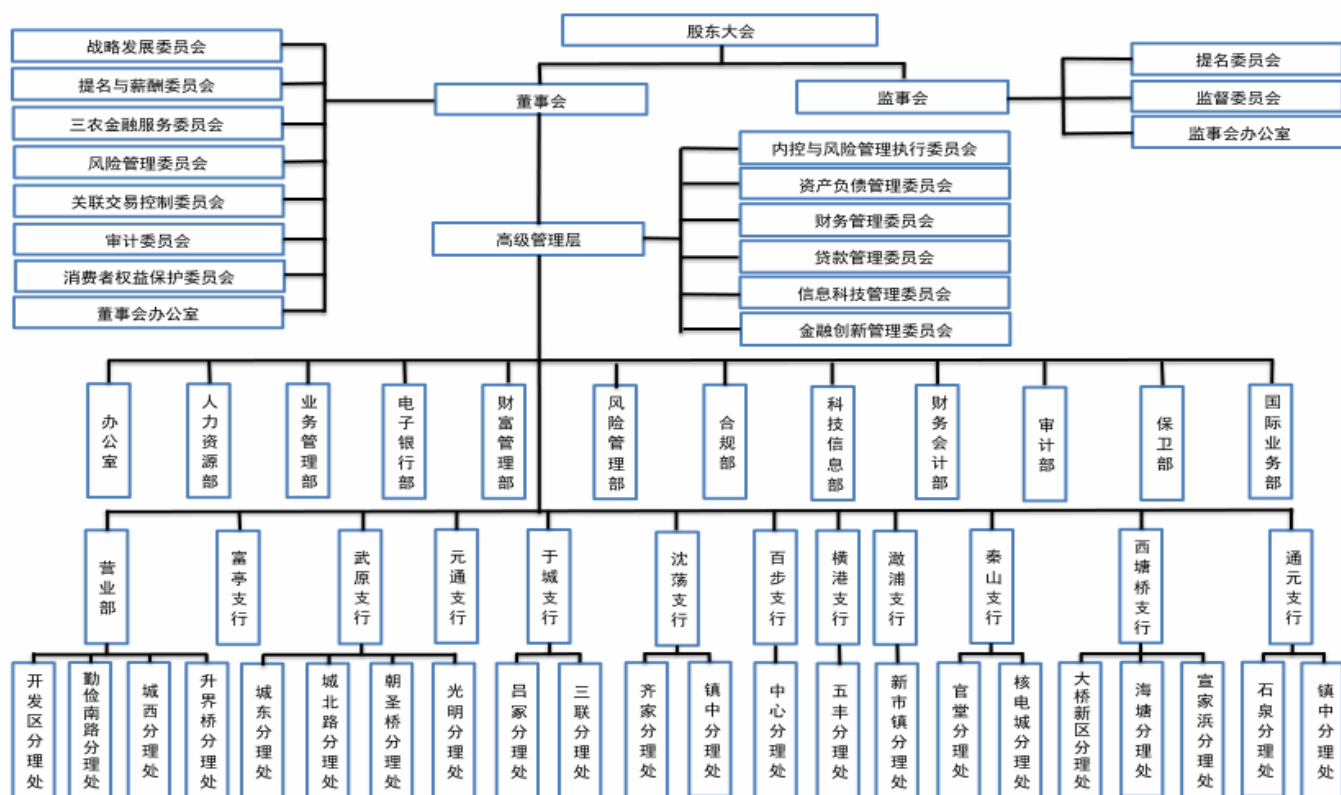 股东大会
战略发展委员会
提名与薪酬委员会
三农金融服务委员会
风险管理委员会
关联交易控制委员会
审计委员会
消费者权益保护委员会
董事会办公室
董事会
监事会
提名委员会
监督委员会
监事会办公室
内控与风险管理执行委员会
资产负债管理委员会
财务管理委员会
贷款管理委员会
信息科技管理委员会
金融创新管理委员会
高级管理层
办公室
人力资源部
业务管理部
电子银行部
财富管理部
风险管理部
合规部
科技信息部
财务会计部
审计部
保卫部
国际业务部
营业部
富亭支行
武原支行
元通支行
于城支行
沈荡支行
百步支行
横港支行
澉浦支行
秦山支行
西塘桥支行
通元支行
开发区分理处
勤俭南路分理处
城西分理处
升界桥分理处
城东分理处
城北路分理处
朝圣桥分理处
光明分理处
吕冢分理处
三联分理处
齐家分理处
镇中分理处
中心分理处
五丰分理处
新市镇分理处
官堂分理处
核电城分理处
大桥新区分理处
海塘分理处
宣家浜分理处
石泉分理处
镇中分理处